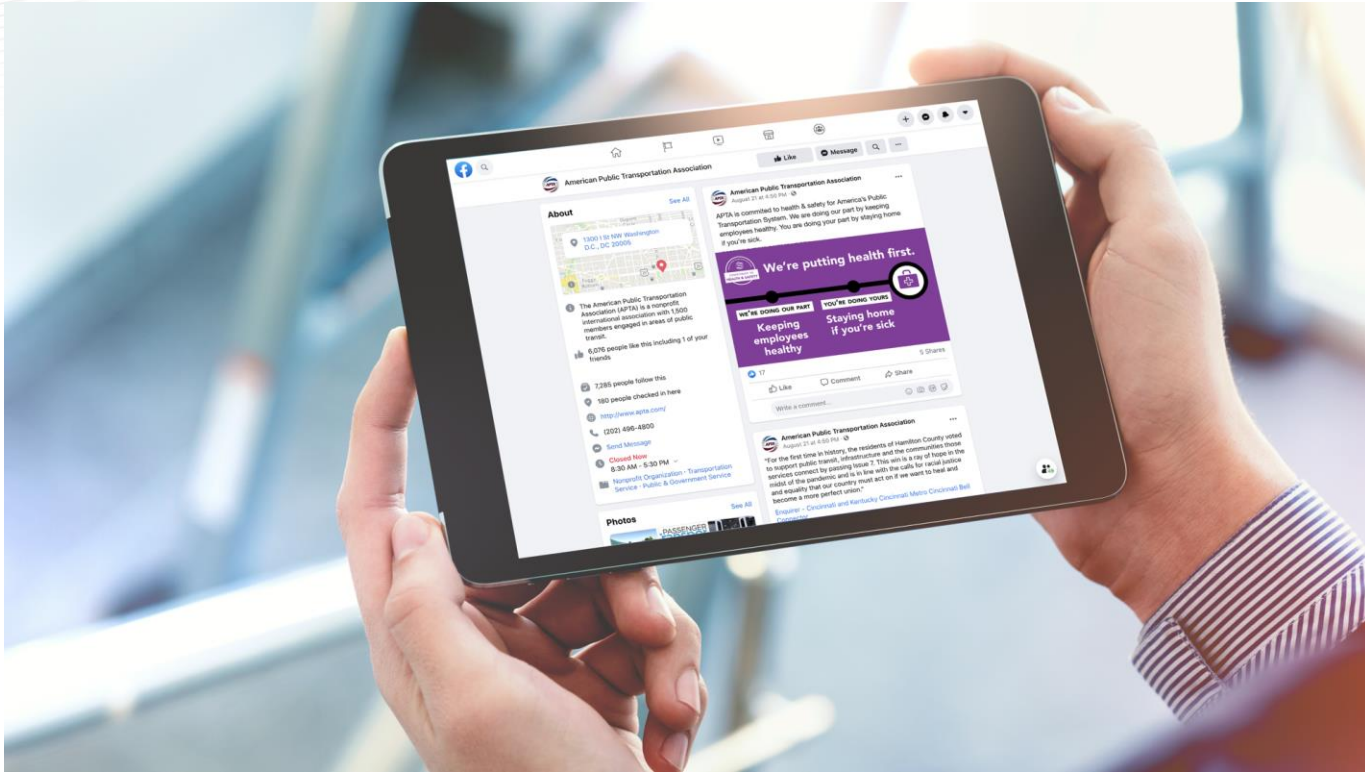 American Public Transportation Association
Like
Message
About
See All
1300 I St NW Washington
D.C., DC 20005
The American Public Transportation
Association (APTA) is a nonprofit
international association with 1,500
members engaged in areas of public
transit.
6,076 people like this including 1 of your
friends
7,285 people follow this
180 people checked in here
http://www.apta.com/
(202) 496-4800
Send Message
Closed Now
8:30 AM - 5:30 PM
Nonprofit Organization · Transportation
Service · Public & Government Service
Photos
See All
PASSENGER
American Public Transportation Association
August 21 at 4:50 PM ·
APTA is commited to health & safety for America's Public
Transportation System. We are doing our part by keeping
employees healthy. You are doing your part by staying home
if you're sick.
HEALTH & SAFETY
We're putting health first.
WE'RE DOING OUR PART
YOU'RE DOING YOURS
Keeping
employees
healthy
Staying home
if you're sick
17
5 Shares
Like
Comment
Share
Write a comment...
American Public Transportation Association
August 21 at 4:50 PM ·
"For the first time in history, the residents of Hamilton County voted
to support public transit, infrastructure and the communities those
services connect by passing Issue 7. This win is a ray of hope in the
midst of the pandemic and is in line with the calls for racial justice
and equality that our country must act on if we want to heal and
become a more perfect union."
Enquirer - Cincinnati and Kentucky Cincinnati Metro Cincinnati Bell
Connector